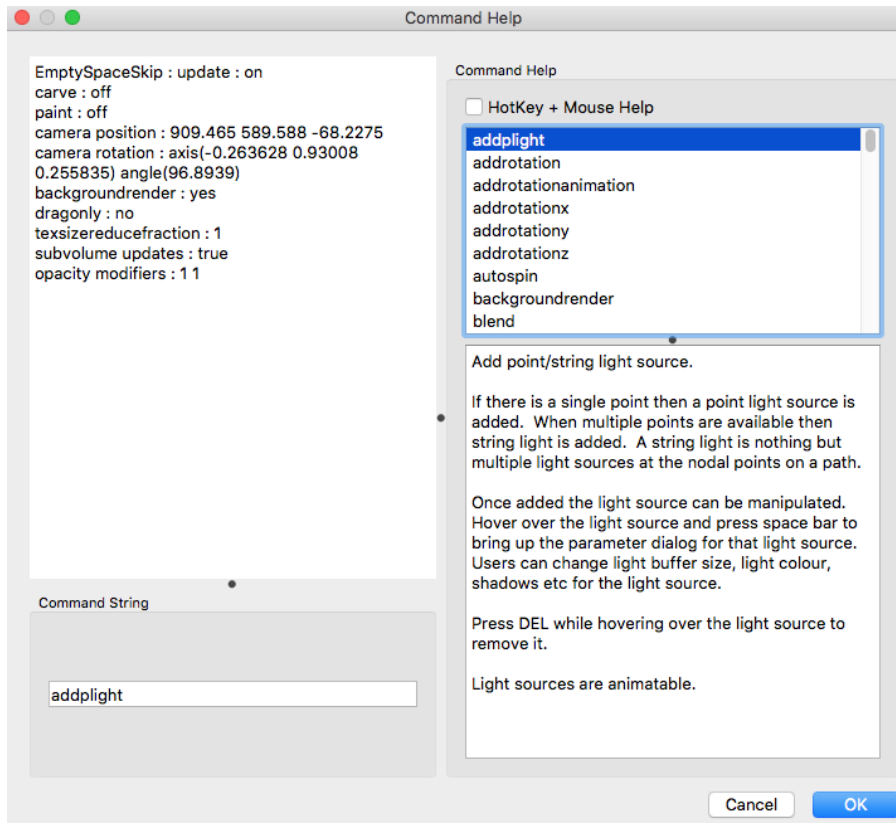 Command Help
EmptySpaceSkip : update : on
carve : off
paint : off
camera position : 909.465 589.588 -68.2275
camera rotation : axis(-0.263628 0.93008
0.255835) angle(96.8939)
backgroundrender : yes
dragonly : no
texsizereducefraction : 1
subvolume updates : true
opacity modifiers : 1 1
Command String
addplight
Command Help
HotKey + Mouse Help
addplight
addrotation
addrotationanimation
addrotationx
addrotationy
addrotationz
autospin
backgroundrender
blend
Add point/string light source.
If there is a single point then a point light source is
added.  When multiple points are available then
string light is added.  A string light is nothing but
multiple light sources at the nodal points on a path.
Once added the light source can be manipulated.
Hover over the light source and press space bar to
bring up the parameter dialog for that light source.
Users can change light buffer size, light colour,
shadows etc for the light source.
Press DEL while hovering over the light source to
remove it.
Light sources are animatable.
Cancel
OK